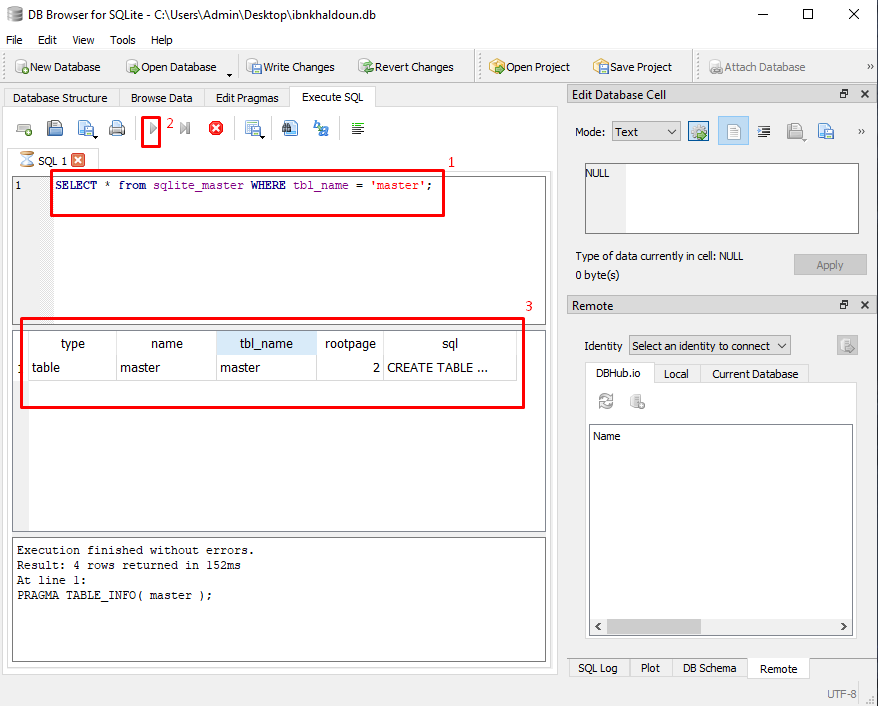 DB Browser for SQLite - C:\Users\Admin\Desktop\ibnkhaldoun.db
File Edit View Tools Help
New Database Open Database Write Changes Revert Changes Open Project Save Project Attach Database »
Database Structure Browse Data Edit Pragmas Execute SQL
2
SQL 1
1
1 SELECT * from sqlite_master WHERE tbl_name = 'master';
3
type name tbl_name rootpage sql
1 table master master 2 CREATE TABLE ...
Execution finished without errors.
Result: 4 rows returned in 152ms
At line 1:
PRAGMA TABLE_INFO( master );
Edit Database Cell
Mode: Text »
NULL
Type of data currently in cell: NULL
0 byte(s)
Apply
Remote
Identity Select an identity to connect
DBHub.io Local Current Database
Name
SQL Log Plot DB Schema Remote
UTF-8